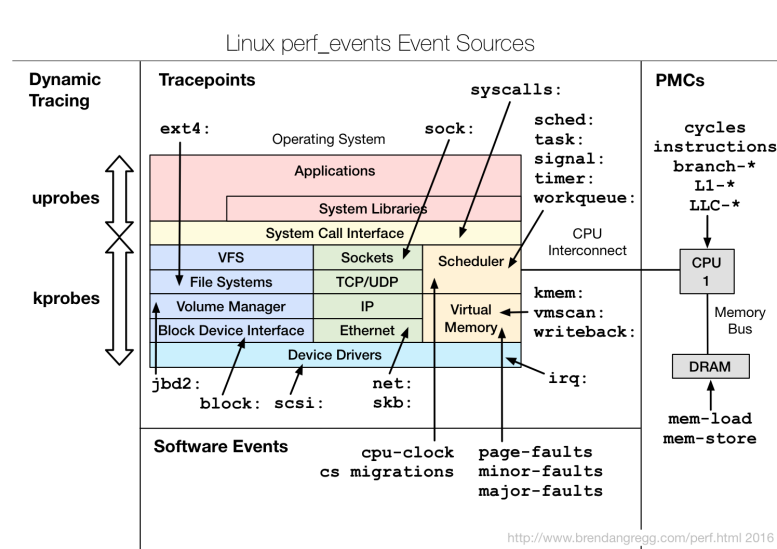 Linux perf_events Event Sources
Dynamic
Tracing
uprobes
kprobes
Tracepoints
syscalls:
ext4:
Operating System
sock:
sched:
task:
signal:
timer:
workqueue:
Applications
System Libraries
System Call Interface
VFS
Sockets
Scheduler
File Systems
TCP/UDP
Volume Manager
IP
Virtual
Memory
Block Device Interface
Ethernet
Device Drivers
CPU
Interconnect
kmem:
vmscan:
writeback:
jbd2:
block:
scsi:
net:
skb:
irq:
Software Events
cpu-clock
cs migrations
page-faults
minor-faults
major-faults
PMCs
cycles
instructions
branch-*
L1-*
LLC-*
CPU
1
Memory
Bus
DRAM
mem-load
mem-store
http://www.brendangregg.com/perf.html 2016